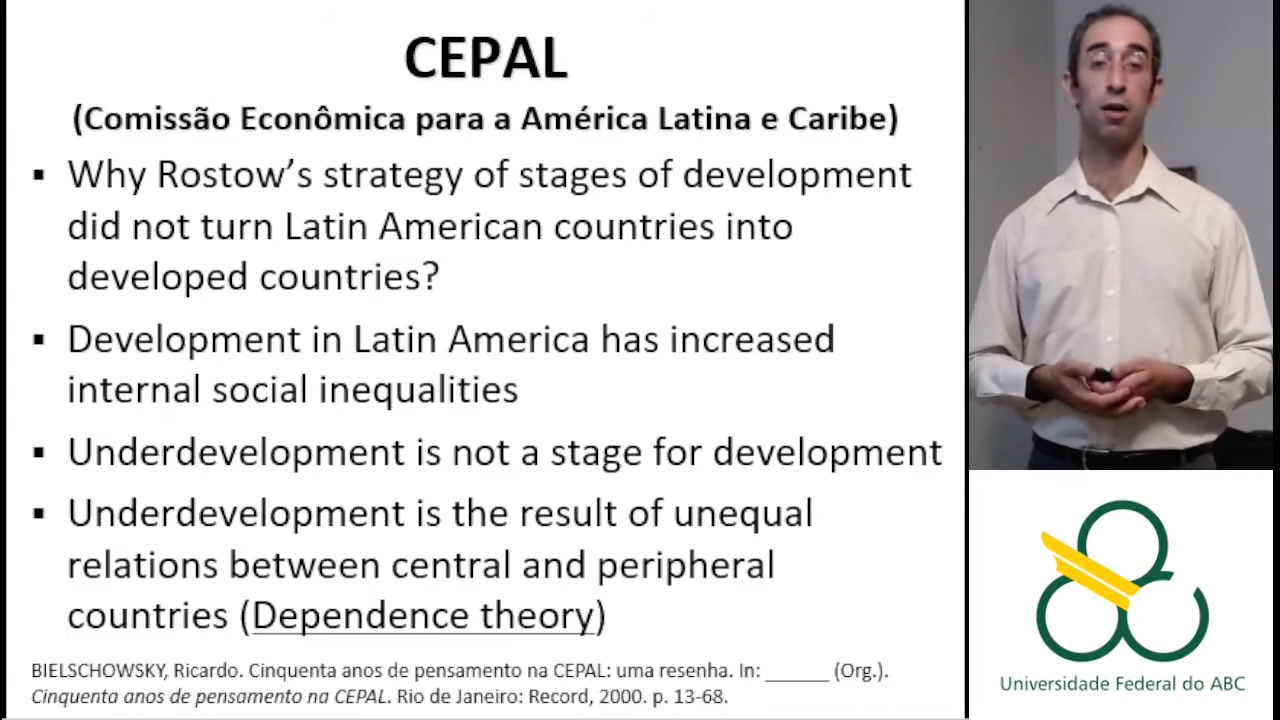 CEPAL
(Comissão Econômica para a América Latina e Caribe)
▪ Why Rostow’s strategy of stages of development
did not turn Latin American countries into
developed countries?
▪ Development in Latin America has increased
internal social inequalities
▪ Underdevelopment is not a stage for development
▪ Underdevelopment is the result of unequal
relations between central and peripheral
countries (Dependence theory)
BIELSCHOWSKY, Ricardo. Cinquenta anos de pensamento na CEPAL: uma resenha. In: ______ (Org.).
Cinquenta anos de pensamento na CEPAL. Rio de Janeiro: Record, 2000. p. 13-68.
Universidade Federal do ABC